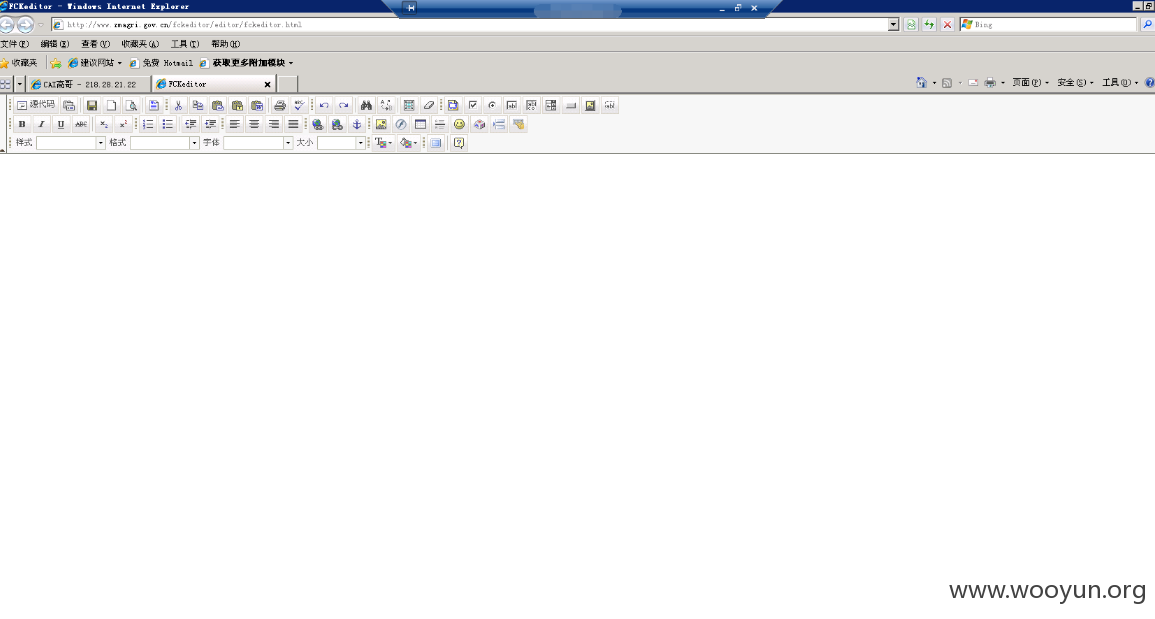 FCKeditor - Windows Internet Explorer
http://www.zmagri.gov.cn/fckeditor/editor/fckeditor.html
Bing
文件(F) 编辑(E) 查看(V) 收藏夹(A) 工具(T) 帮助(H)
收藏夹 建议网站 免费 Hotmail 获取更多附加模块
CAX高哥 - 218.28.21.22 FCKeditor 页面(P) 安全(S) 工具(O)
源代码
B I U ABC
样式 格式 字体 大小
www.wooyun.org